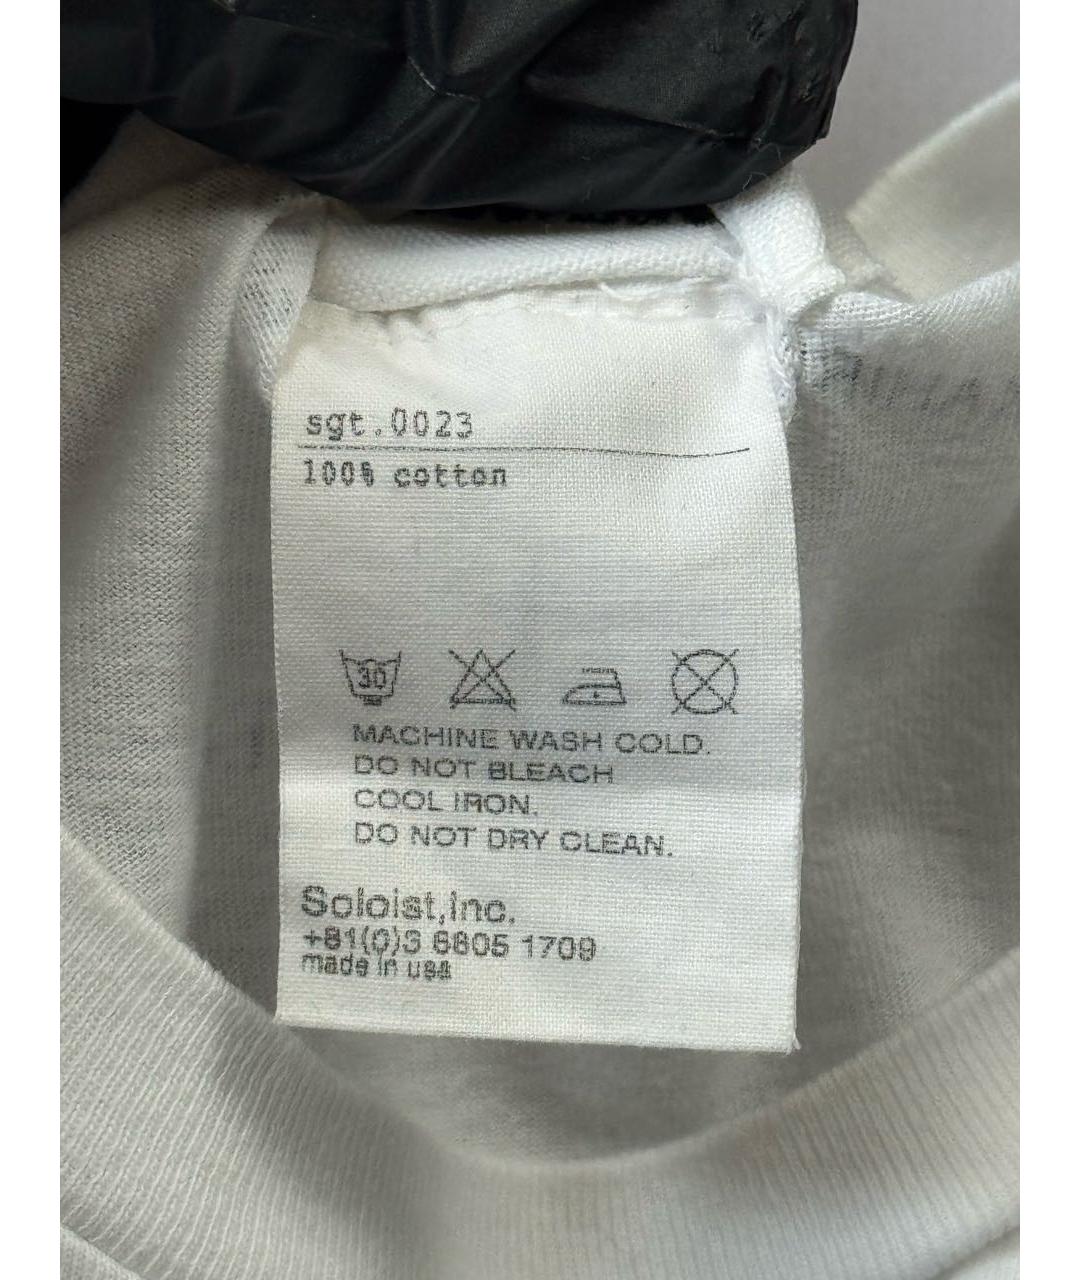 sgt.0023
100% cotton
30
MACHINE WASH COLD.
DO NOT BLEACH
COOL IRON.
DO NOT DRY CLEAN.
Soloist,inc.
+81(0)3 6805 1709
made in usa